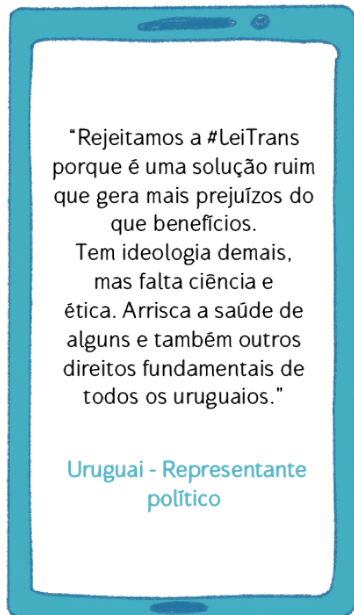 “Rejeitamos a #LeiTrans
porque é uma solução ruim
que gera mais prejuízos do
que benefícios.
Tem ideologia demais,
mas falta ciência e
ética. Arrisca a saúde de
alguns e também outros
direitos fundamentais de
todos os uruguaios.”
Uruguai - Representante
político